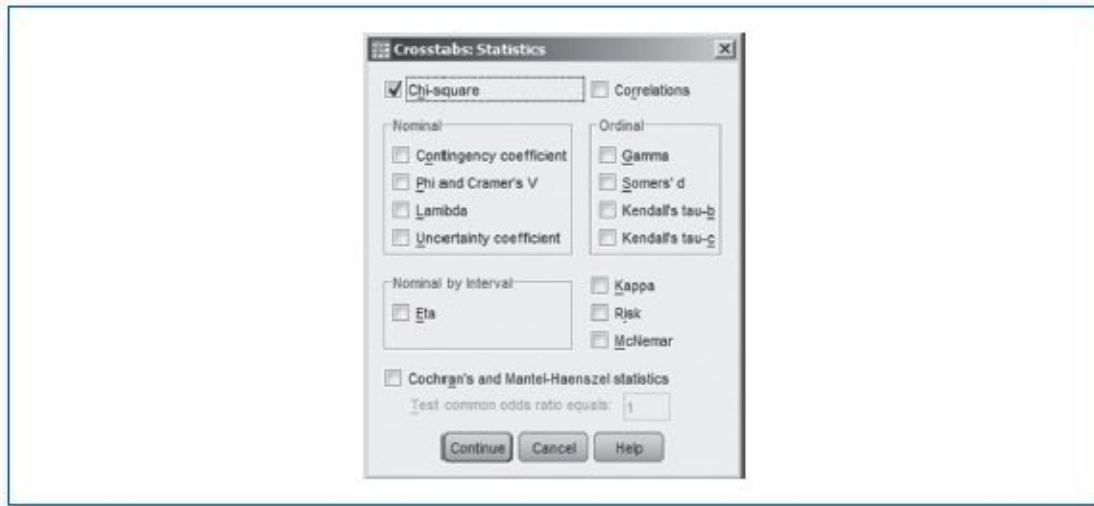 Crosstabs: Statistics
Chi-square
Correlations
Nominal
Contingency coefficient
Phi and Cramer's V
Lambda
Uncertainty coefficient
Ordinal
Gamma
Somers' d
Kendall's tau-b
Kendall's tau-c
Nominal by Interval
Eta
Kappa
Risk
McNemar
Cochran's and Mantel-Haenszel statistics
Test common odds ratio equals: 1
Continue Cancel Help